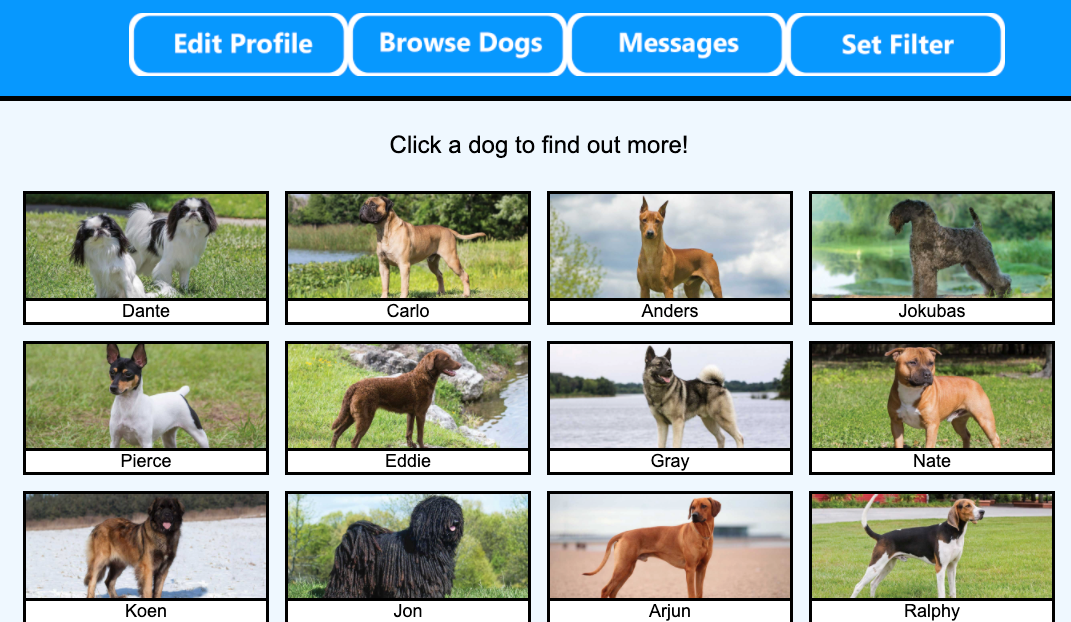 Edit Profile Browse Dogs Messages Set Filter
Click a dog to find out more!
Dante Carlo Anders Jokubas
Pierce Eddie Gray Nate
Koen Jon Arjun Ralphy